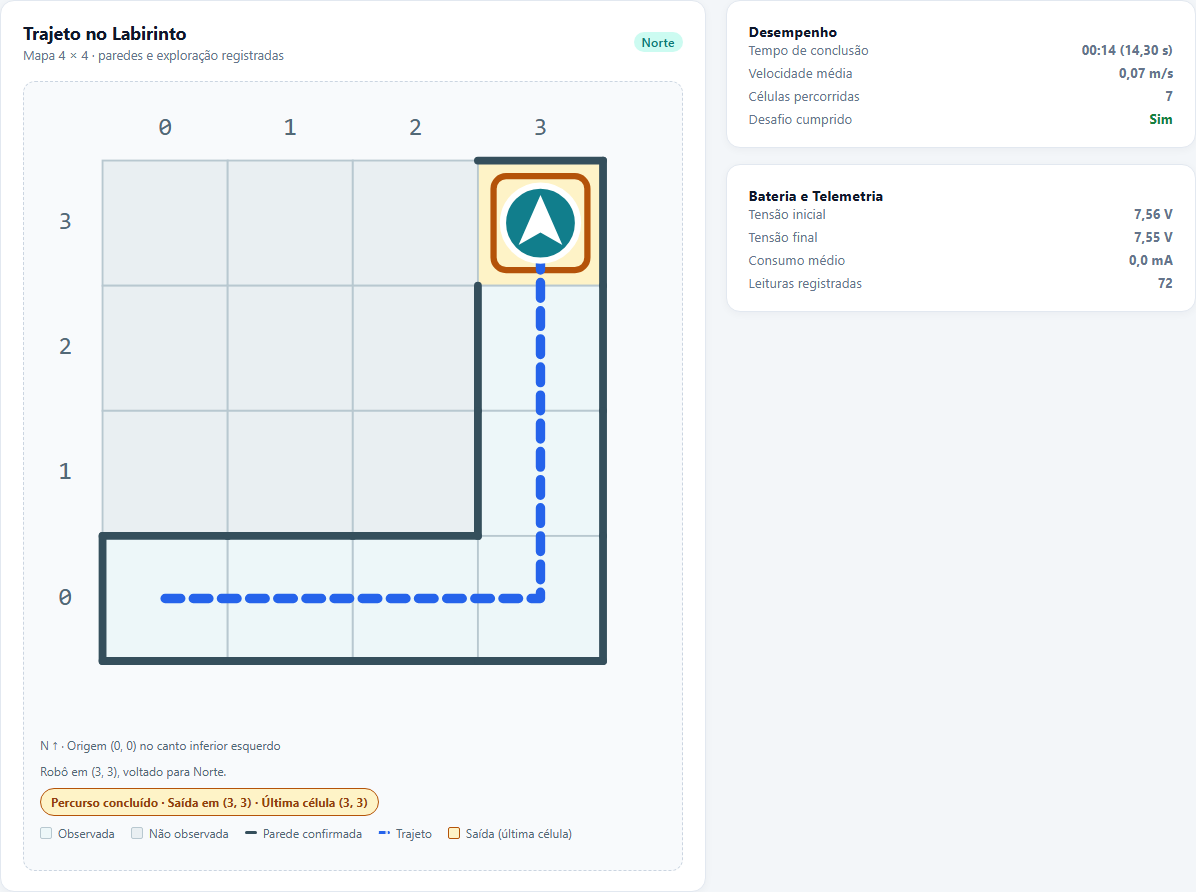 Trajeto no Labirinto
Mapa 4 × 4 · paredes e exploração registradas
Norte
0 1 2 3
3
2
1
0
N ↑ · Origem (0, 0) no canto inferior esquerdo
Robô em (3, 3), voltado para Norte.
Percurso concluído · Saída em (3, 3) · Última célula (3, 3)
Observada Não observada Parede confirmada Trajeto Saída (última célula)
Desempenho
Tempo de conclusão 00:14 (14,30 s)
Velocidade média 0,07 m/s
Células percorridas 7
Desafio cumprido Sim
Bateria e Telemetria
Tensão inicial 7,56 V
Tensão final 7,55 V
Consumo médio 0,0 mA
Leituras registradas 72